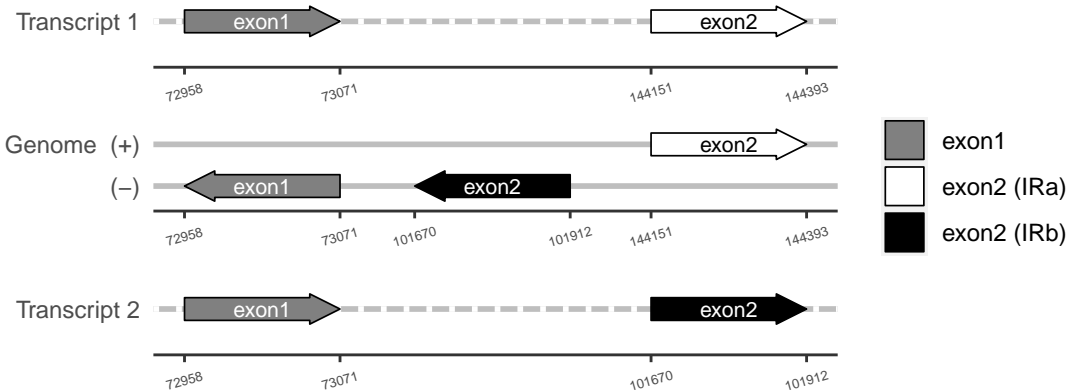 Transcript 1
exon1
exon2
72958
73071
144151
144393
Genome (+)
exon2
(−)
exon1
exon2
72958
73071
101670
101912
144151
144393
Transcript 2
exon1
exon2
72958
73071
101670
101912
exon1
exon2 (IRa)
exon2 (IRb)